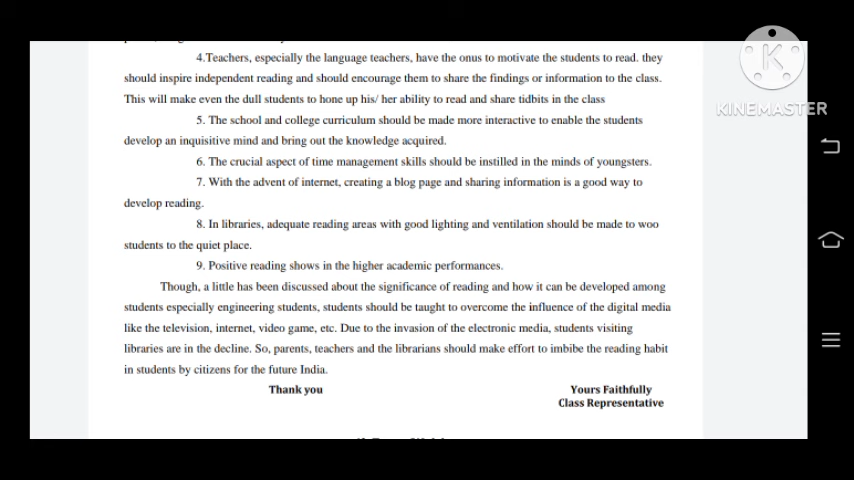 4.Teachers, especially the language teachers, have the onus to motivate the students to read. they
should inspire independent reading and should encourage them to share the findings or information to the class.
This will make even the dull students to hone up his/ her ability to read and share tidbits in the class
5. The school and college curriculum should be made more interactive to enable the students
develop an inquisitive mind and bring out the knowledge acquired.
6. The crucial aspect of time management skills should be instilled in the minds of youngsters.
7. With the advent of internet, creating a blog page and sharing information is a good way to
develop reading.
8. In libraries, adequate reading areas with good lighting and ventilation should be made to woo
students to the quiet place.
9. Positive reading shows in the higher academic performances.
Though, a little has been discussed about the significance of reading and how it can be developed among
students especially engineering students, students should be taught to overcome the influence of the digital media
like the television, internet, video game, etc. Due to the invasion of the electronic media, students visiting
libraries are in the decline. So, parents, teachers and the librarians should make effort to imbibe the reading habit
in students by citizens for the future India.
Thank you
Yours Faithfully
Class Representative
K
KINEMASTER